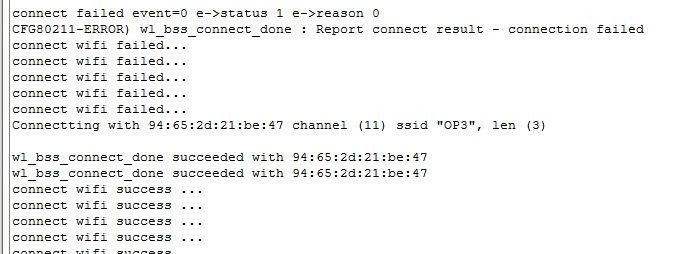 connect failed event=0 e->status 1 e->reason 0
CFG80211-ERROR) wl_bss_connect_done : Report connect result - connection failed
connect wifi failed...
connect wifi failed...
connect wifi failed...
connect wifi failed...
connect wifi failed...
Connectting with 94:65:2d:21:be:47 channel (11) ssid "OP3", len (3)
wl_bss_connect_done succeeded with 94:65:2d:21:be:47
wl_bss_connect_done succeeded with 94:65:2d:21:be:47
connect wifi success ...
connect wifi success ...
connect wifi success ...
connect wifi success ...
connect wifi success